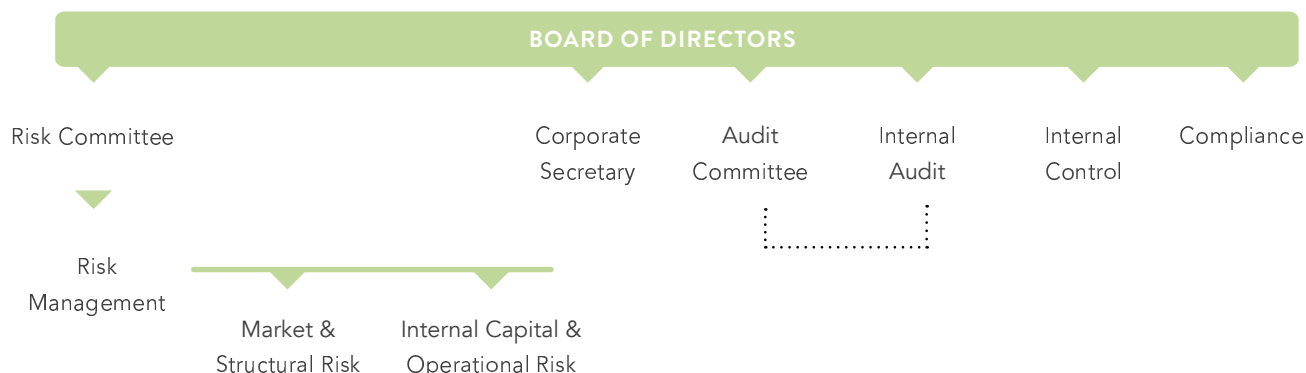 BOARD OF DIRECTORS
Risk Committee
Corporate
Secretary
Audit
Committee
Internal
Audit
Internal
Control
Compliance
Risk
Management
Market &
Structural Risk
Internal Capital &
Operational Risk